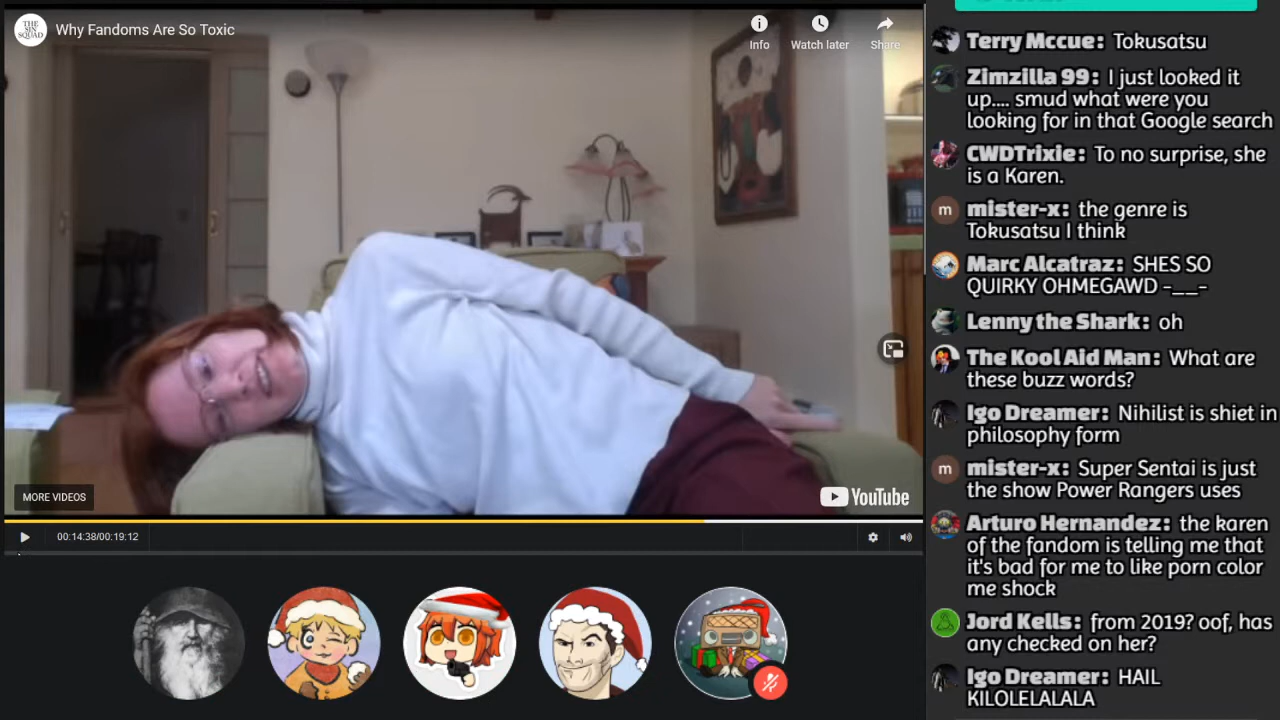 THE
SIN
SQUAD
Why Fandoms Are So Toxic
Info
Watch later
Share
MORE VIDEOS
YouTube
00:14:38/00:19:12
Terry Mccue: Tokusatsu
Zimzilla 99: I just looked it
up.... smud what were you
looking for in that Google search
CWDTrixie: To no surprise, she
is a Karen.
m
mister-x: the genre is
Tokusatsu I think
Marc Alcatraz: SHES SO
QUIRKY OHMEGAWD -__-
Lenny the Shark: oh
The Kool Aid Man: What are
these buzz words?
Igo Dreamer: Nihilist is shiet in
philosophy form
m
mister-x: Super Sentai is just
the show Power Rangers uses
Arturo Hernandez: the karen
of the fandom is telling me that
it's bad for me to like porn color
me shock
Jord Kells: from 2019? oof, has
any checked on her?
Igo Dreamer: HAIL
KILOLELALALA